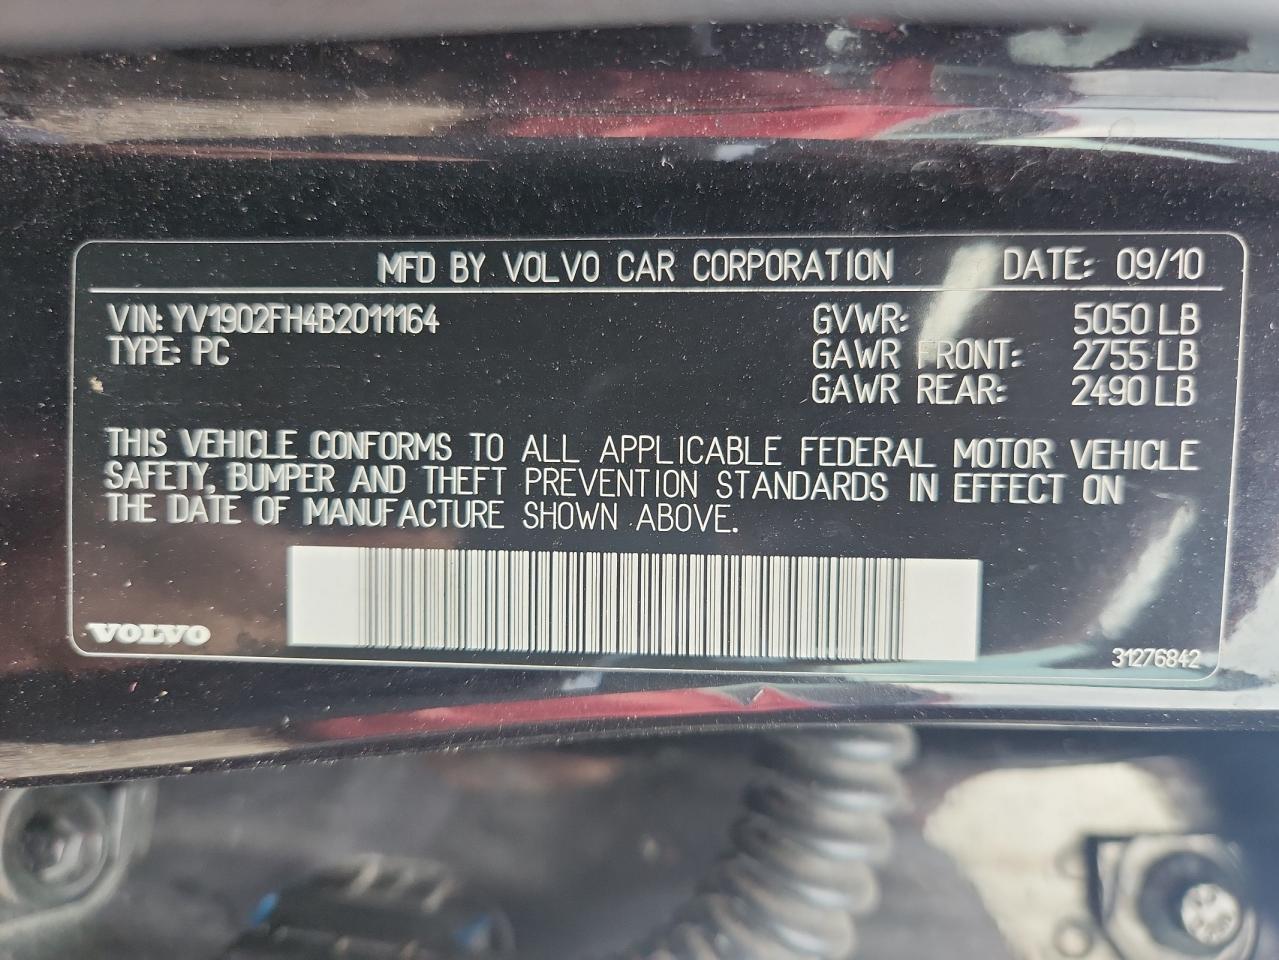 MFD BY VOLVO CAR CORPORATION DATE: 09/10
VIN: YV1902FH4B2011164 GVWR: 5050 LB
TYPE: PC GAWR FRONT: 2755 LB
GAWR REAR: 2490 LB
THIS VEHICLE CONFORMS TO ALL APPLICABLE FEDERAL MOTOR VEHICLE
SAFETY, BUMPER AND THEFT PREVENTION STANDARDS IN EFFECT ON
THE DATE OF MANUFACTURE SHOWN ABOVE.
VOLVO
31276842